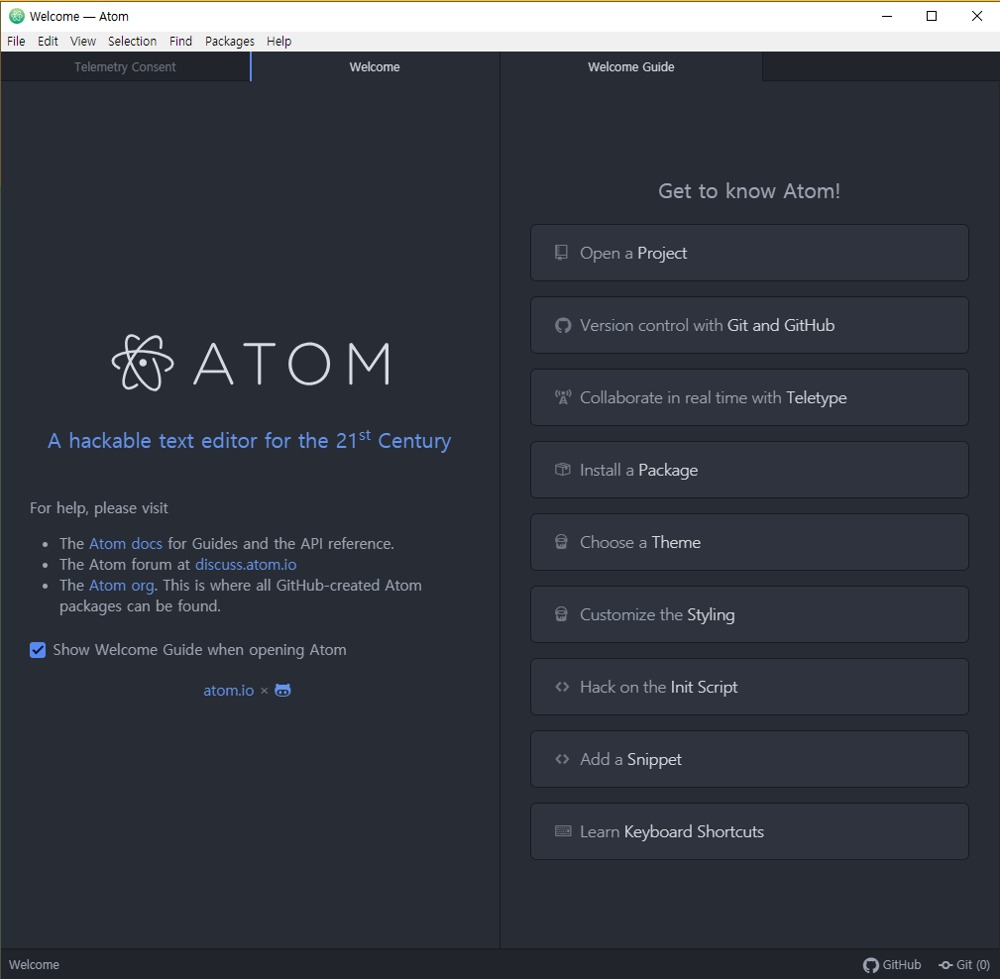 Welcome — Atom
File Edit View Selection Find Packages Help
Telemetry Consent
Welcome
Welcome Guide
ATOM
A hackable text editor for the 21st Century
For help, please visit
• The Atom docs for Guides and the API reference.
• The Atom forum at discuss.atom.io
• The Atom org. This is where all GitHub-created Atom
packages can be found.
Show Welcome Guide when opening Atom
atom.io ×
Get to know Atom!
Open a Project
Version control with Git and GitHub
Collaborate in real time with Teletype
Install a Package
Choose a Theme
Customize the Styling
Hack on the Init Script
Add a Snippet
Learn Keyboard Shortcuts
Welcome
GitHub
Git (0)